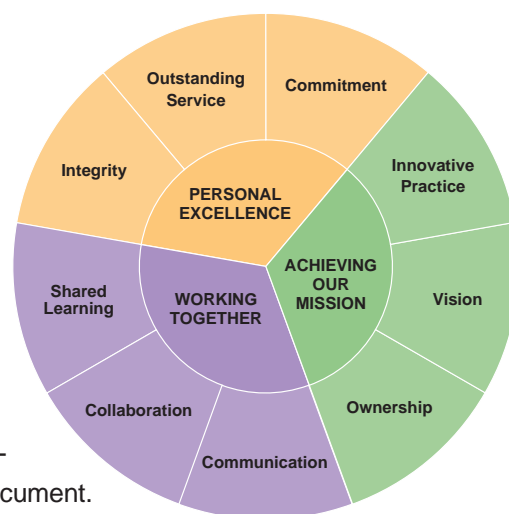 Outstanding
Service
Commitment
Integrity
Innovative
Practice
PERSONAL
EXCELLENCE
ACHIEVING
OUR
MISSION
Shared
Learning
WORKING
TOGETHER
Vision
Collaboration
Ownership
Communication
-
cument.